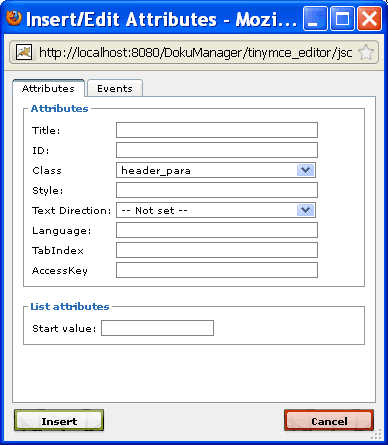 Insert/Edit Attributes - Mozi...
http://localhost:8080/DokuManager/tinymce_editor/jsc
Attributes Events
Attributes
Title:
ID:
Class header_para
Style:
Text Direction: -- Not set --
Language:
TabIndex
AccessKey
List attributes
Start value:
Insert Cancel